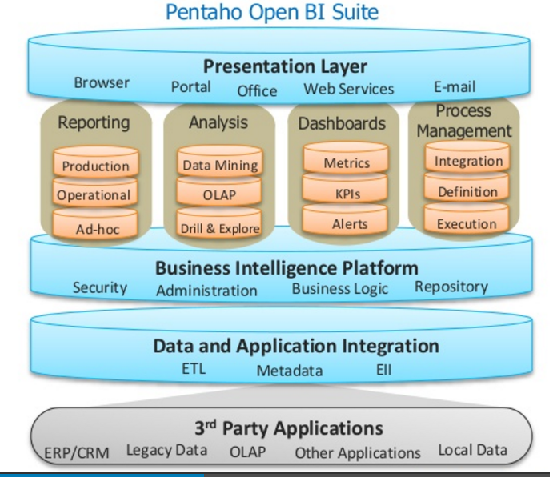 Pentaho Open BI Suite
Presentation Layer
Browser Portal Office Web Services E-mail
Reporting
Production
Operational
Ad-hoc
Analysis
Data Mining
OLAP
Drill & Explore
Dashboards
Metrics
KPIs
Alerts
Process
Management
Integration
Definition
Execution
Business Intelligence Platform
Security Administration Business Logic Repository
Data and Application Integration
ETL Metadata EII
3rd Party Applications
ERP/CRM Legacy Data OLAP Other Applications Local Data